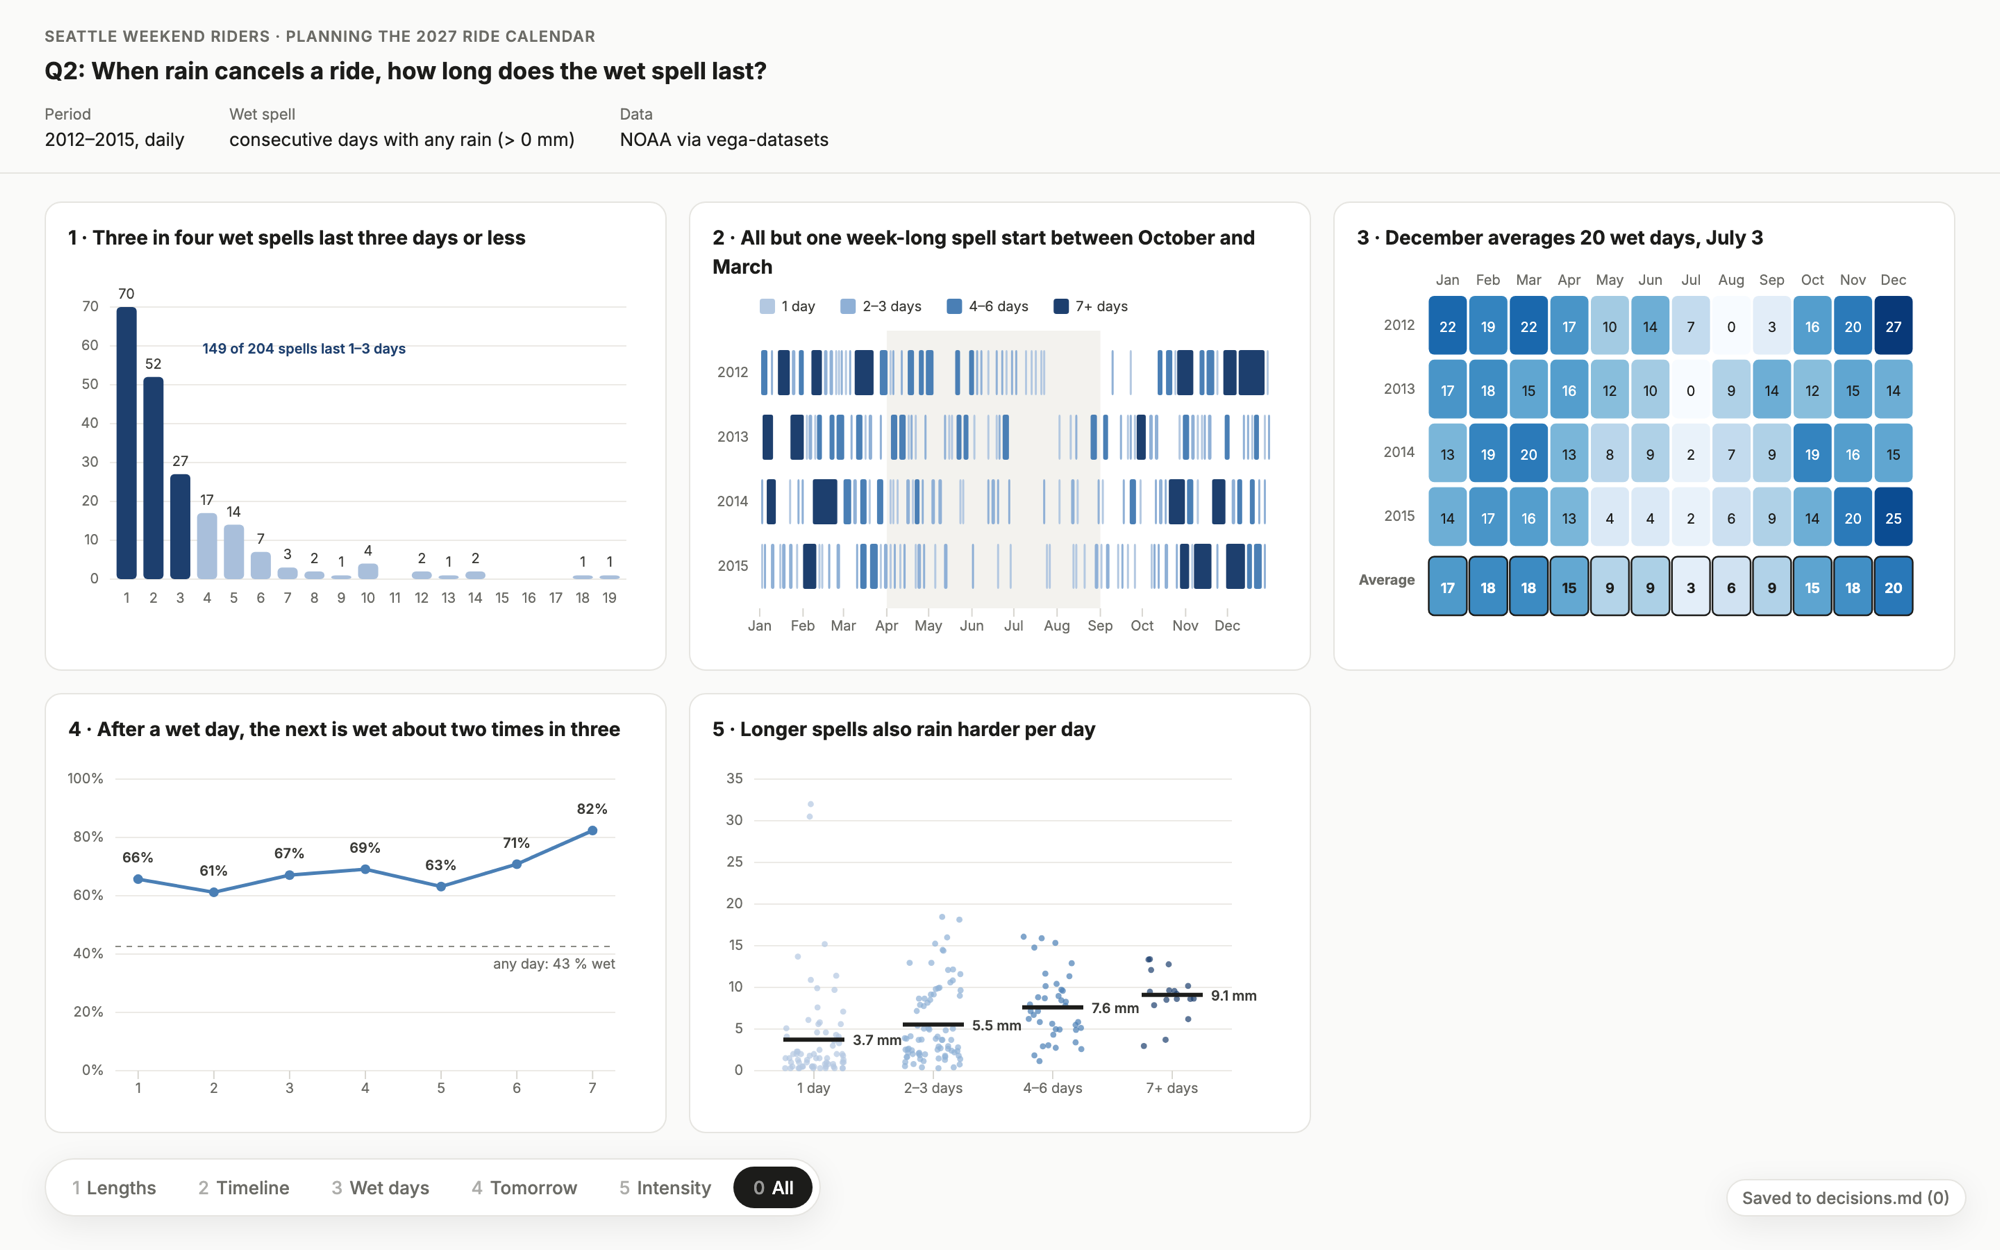 SEATTLE WEEKEND RIDERS · PLANNING THE 2027 RIDE CALENDAR
Q2: When rain cancels a ride, how long does the wet spell last?
Period
2012–2015, daily
Wet spell
consecutive days with any rain (> 0 mm)
Data
NOAA via vega-datasets
1 · Three in four wet spells last three days or less
70
60
50
40
30
20
10
0
149 of 204 spells last 1–3 days
70 52 27 17 14 7 3 2 1 4 2 1 2 1 1
1 2 3 4 5 6 7 8 9 10 11 12 13 14 15 16 17 18 19
2 · All but one week-long spell start between October and
March
1 day 2–3 days 4–6 days 7+ days
2012
2013
2014
2015
Jan Feb Mar Apr May Jun Jul Aug Sep Oct Nov Dec
3 · December averages 20 wet days, July 3
Jan Feb Mar Apr May Jun Jul Aug Sep Oct Nov Dec
2012 22 19 22 17 10 14 7 0 3 16 20 27
2013 17 18 15 16 12 10 0 9 14 12 15 14
2014 13 19 20 13 8 9 2 7 9 19 16 15
2015 14 17 16 13 4 4 2 6 9 14 20 25
Average 17 18 18 15 9 9 3 6 9 15 18 20
4 · After a wet day, the next is wet about two times in three
100%
80%
60%
40%
20%
0%
66% 61% 67% 69% 63% 71% 82%
any day: 43 % wet
1 2 3 4 5 6 7
5 · Longer spells also rain harder per day
35
30
25
20
15
10
5
0
3.7 mm 5.5 mm 7.6 mm 9.1 mm
1 day 2–3 days 4–6 days 7+ days
1 Lengths 2 Timeline 3 Wet days 4 Tomorrow 5 Intensity 0 All
Saved to decisions.md (0)